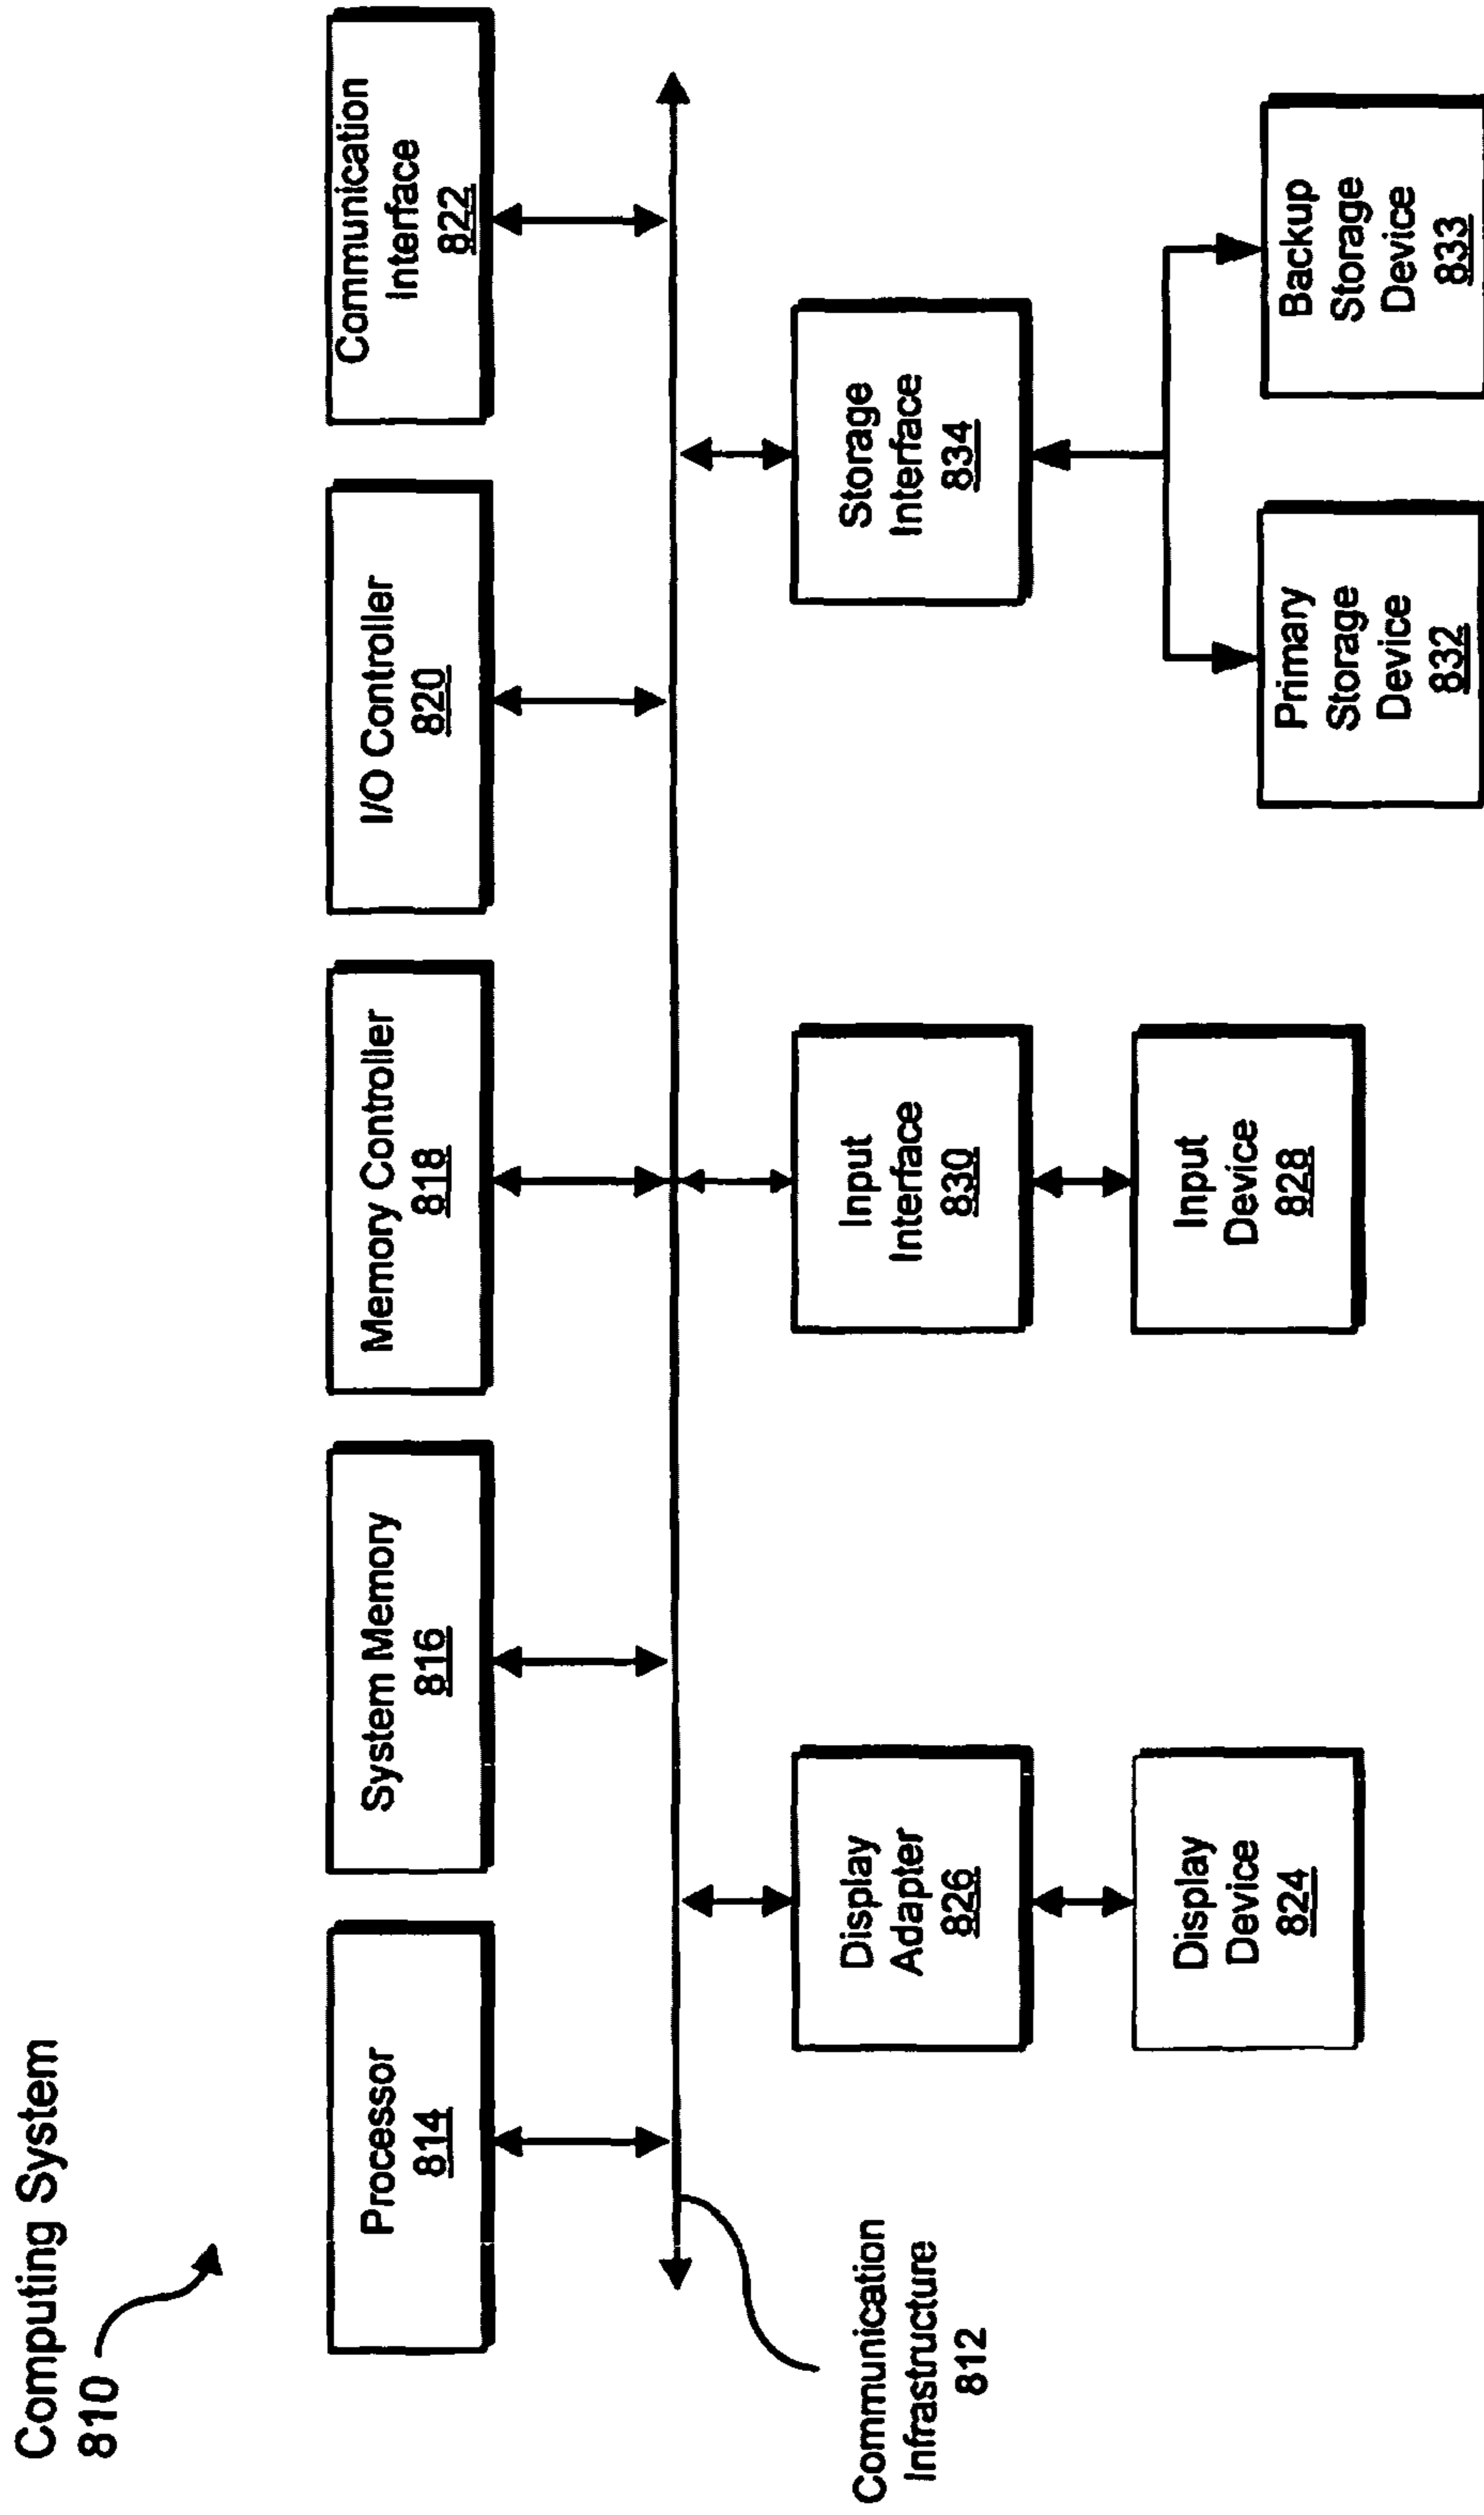 Computing System
810
Processor
814
System Memory
816
Memory Controller
818
I/O Controller
820
Communication
Interface
822
Communication
Infrastructure
812
Display
Adapter
826
Input
Interface
830
Storage
Interface
834
Display
Device
824
Input
Device
828
Primary
Storage
Device
832
Backup
Storage
Device
833